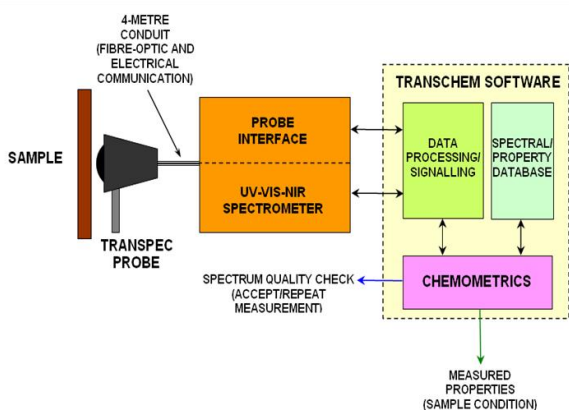 4-METRE
CONDUIT
(FIBRE-OPTIC AND
ELECTRICAL
COMMUNICATION)
TRANSCHEM SOFTWARE
SAMPLE
PROBE
INTERFACE
UV-VIS-NIR
SPECTROMETER
DATA
PROCESSING/
SIGNALLING
SPECTRAL/
PROPERTY
DATABASE
TRANSPEC
PROBE
SPECTRUM QUALITY CHECK
(ACCEPT/REPEAT
MEASUREMENT)
CHEMOMETRICS
MEASURED
PROPERTIES
(SAMPLE CONDITION)